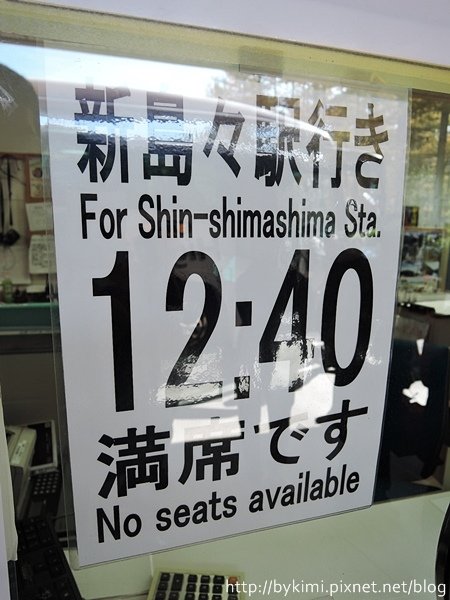 新島々駅行き
For Shin-shimashima Sta.
12:40
満席です
No seats available
http://bykimi.pixnet.net/blog